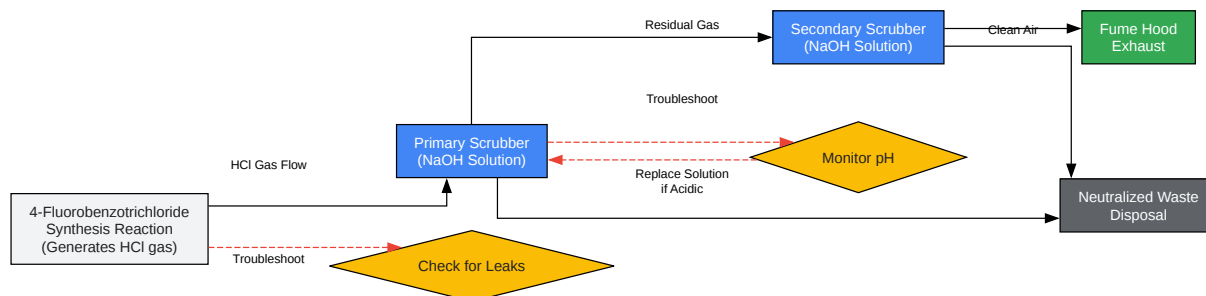 Residual Gas
Secondary Scrubber
(NaOH Solution)
Clean Air
Fume Hood
Exhaust
Troubleshoot
Primary Scrubber
(NaOH Solution)
Monitor pH
HCl Gas Flow
Replace Solution
if Acidic
4-Fluorobenzotrichloride
Synthesis Reaction
(Generates HCl gas)
Neutralized Waste
Disposal
Troubleshoot
Check for Leaks